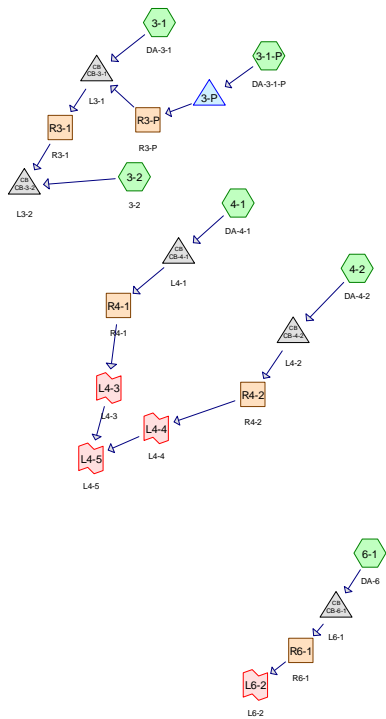 3-1
DA-3-1
3-1-P
DA-3-1-P
CB
CB-3-1
L3-1
3-P
R3-P
R3-P
R3-1
R3-1
CB
CB-3-2
L3-2
3-2
3-2
4-1
DA-4-1
CB
CB-4-1
L4-1
4-2
DA-4-2
R4-1
R4-1
CB
CB-4-2
L4-2
L4-3
L4-3
R4-2
R4-2
L4-4
L4-4
L4-5
L4-5
6-1
DA-6
CB
CB-6-1
L6-1
R6-1
R6-1
L6-2
L6-2